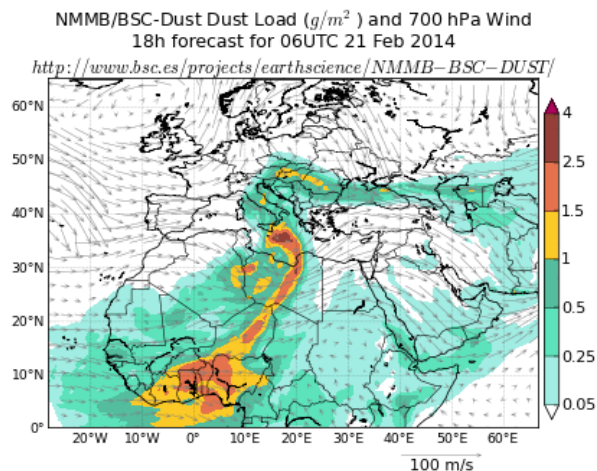 NMMB/BSC-Dust Dust Load (g/m² ) and 700 hPa Wind
18h forecast for 06UTC 21 Feb 2014
http://www.bsc.es/projects/earthscience/NMMB−BSC−DUST/
60°N
50°N
40°N
30°N
20°N
10°N
0°
20°W 10°W 0° 10°E 20°E 30°E 40°E 50°E 60°E
4
2.5
1.5
1
0.5
0.25
0.05
100 m/s